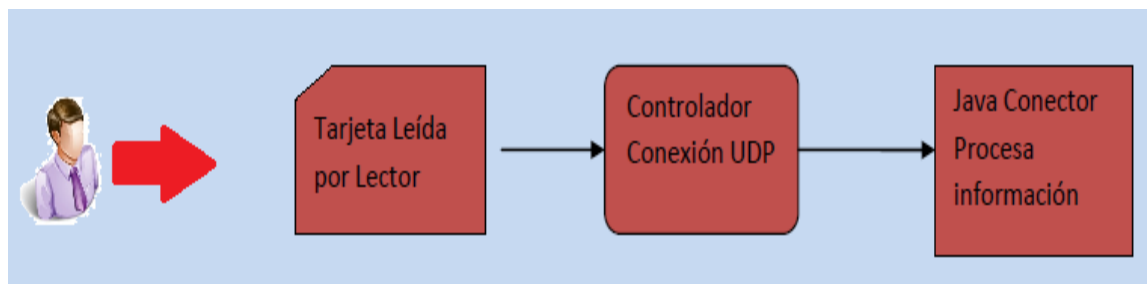 Tarjeta Leída
por Lector
Controlador
Conexión UDP
Java Conector
Procesa
información